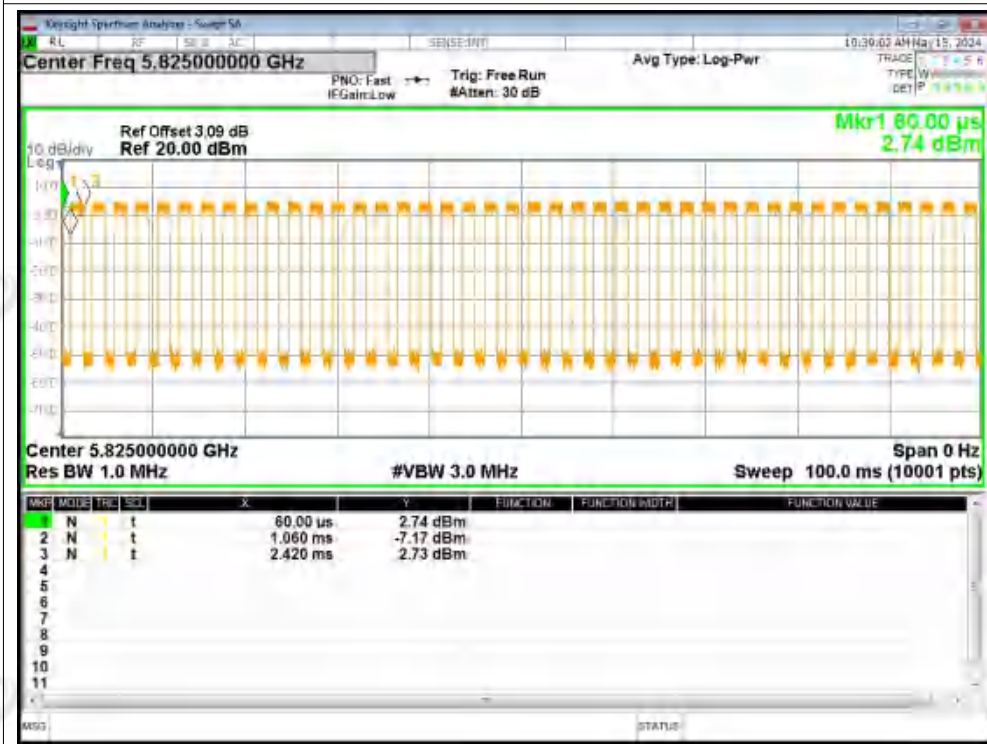 Keysight Spectrum Analyzer - Swept SA
RL RF AC SENSE:INT 10:39:02 AM May 15, 2024
Center Freq 5.825000000 GHz
PNO: Fast
IFGain:Low
Trig: Free Run
#Atten: 30 dB
Avg Type: Log-Pwr
TRACE
TYPE
DET
Mkr1 60.00 µs
2.74 dBm
Ref Offset 3.09 dB
10 dB/div Ref 20.00 dBm
Log
1 3
Center 5.825000000 GHz Span 0 Hz
Res BW 1.0 MHz #VBW 3.0 MHz Sweep 100.0 ms (10001 pts)
MKR MODE TRC SCL X Y FUNCTION FUNCTION WIDTH FUNCTION VALUE
1 N 1 t 60.00 µs 2.74 dBm
2 N 1 t 1.060 ms -7.17 dBm
3 N 1 t 2.420 ms 2.73 dBm
4
5
6
7
8
9
10
11
MSG STATUS